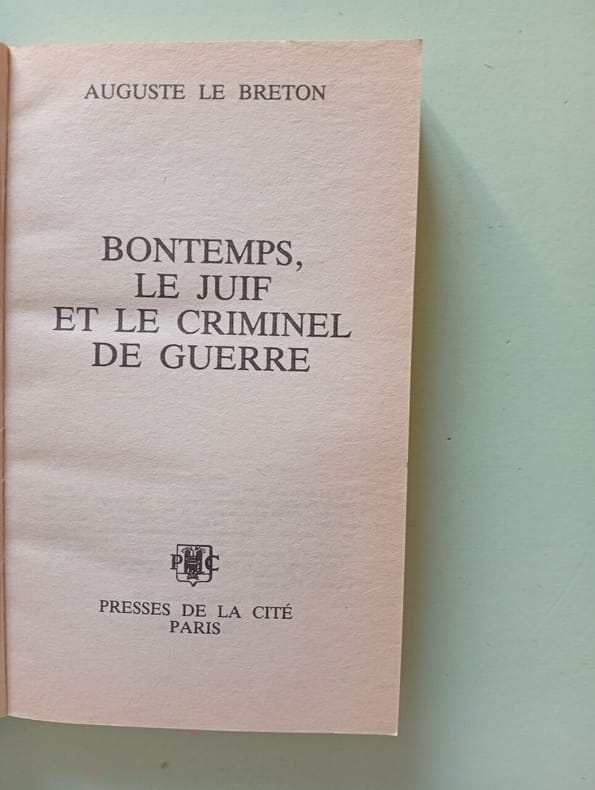 AUGUSTE LE BRETON
BONTEMPS,
LE JUIF
ET LE CRIMINEL
DE GUERRE
P C
PRESSES DE LA CITÉ
PARIS